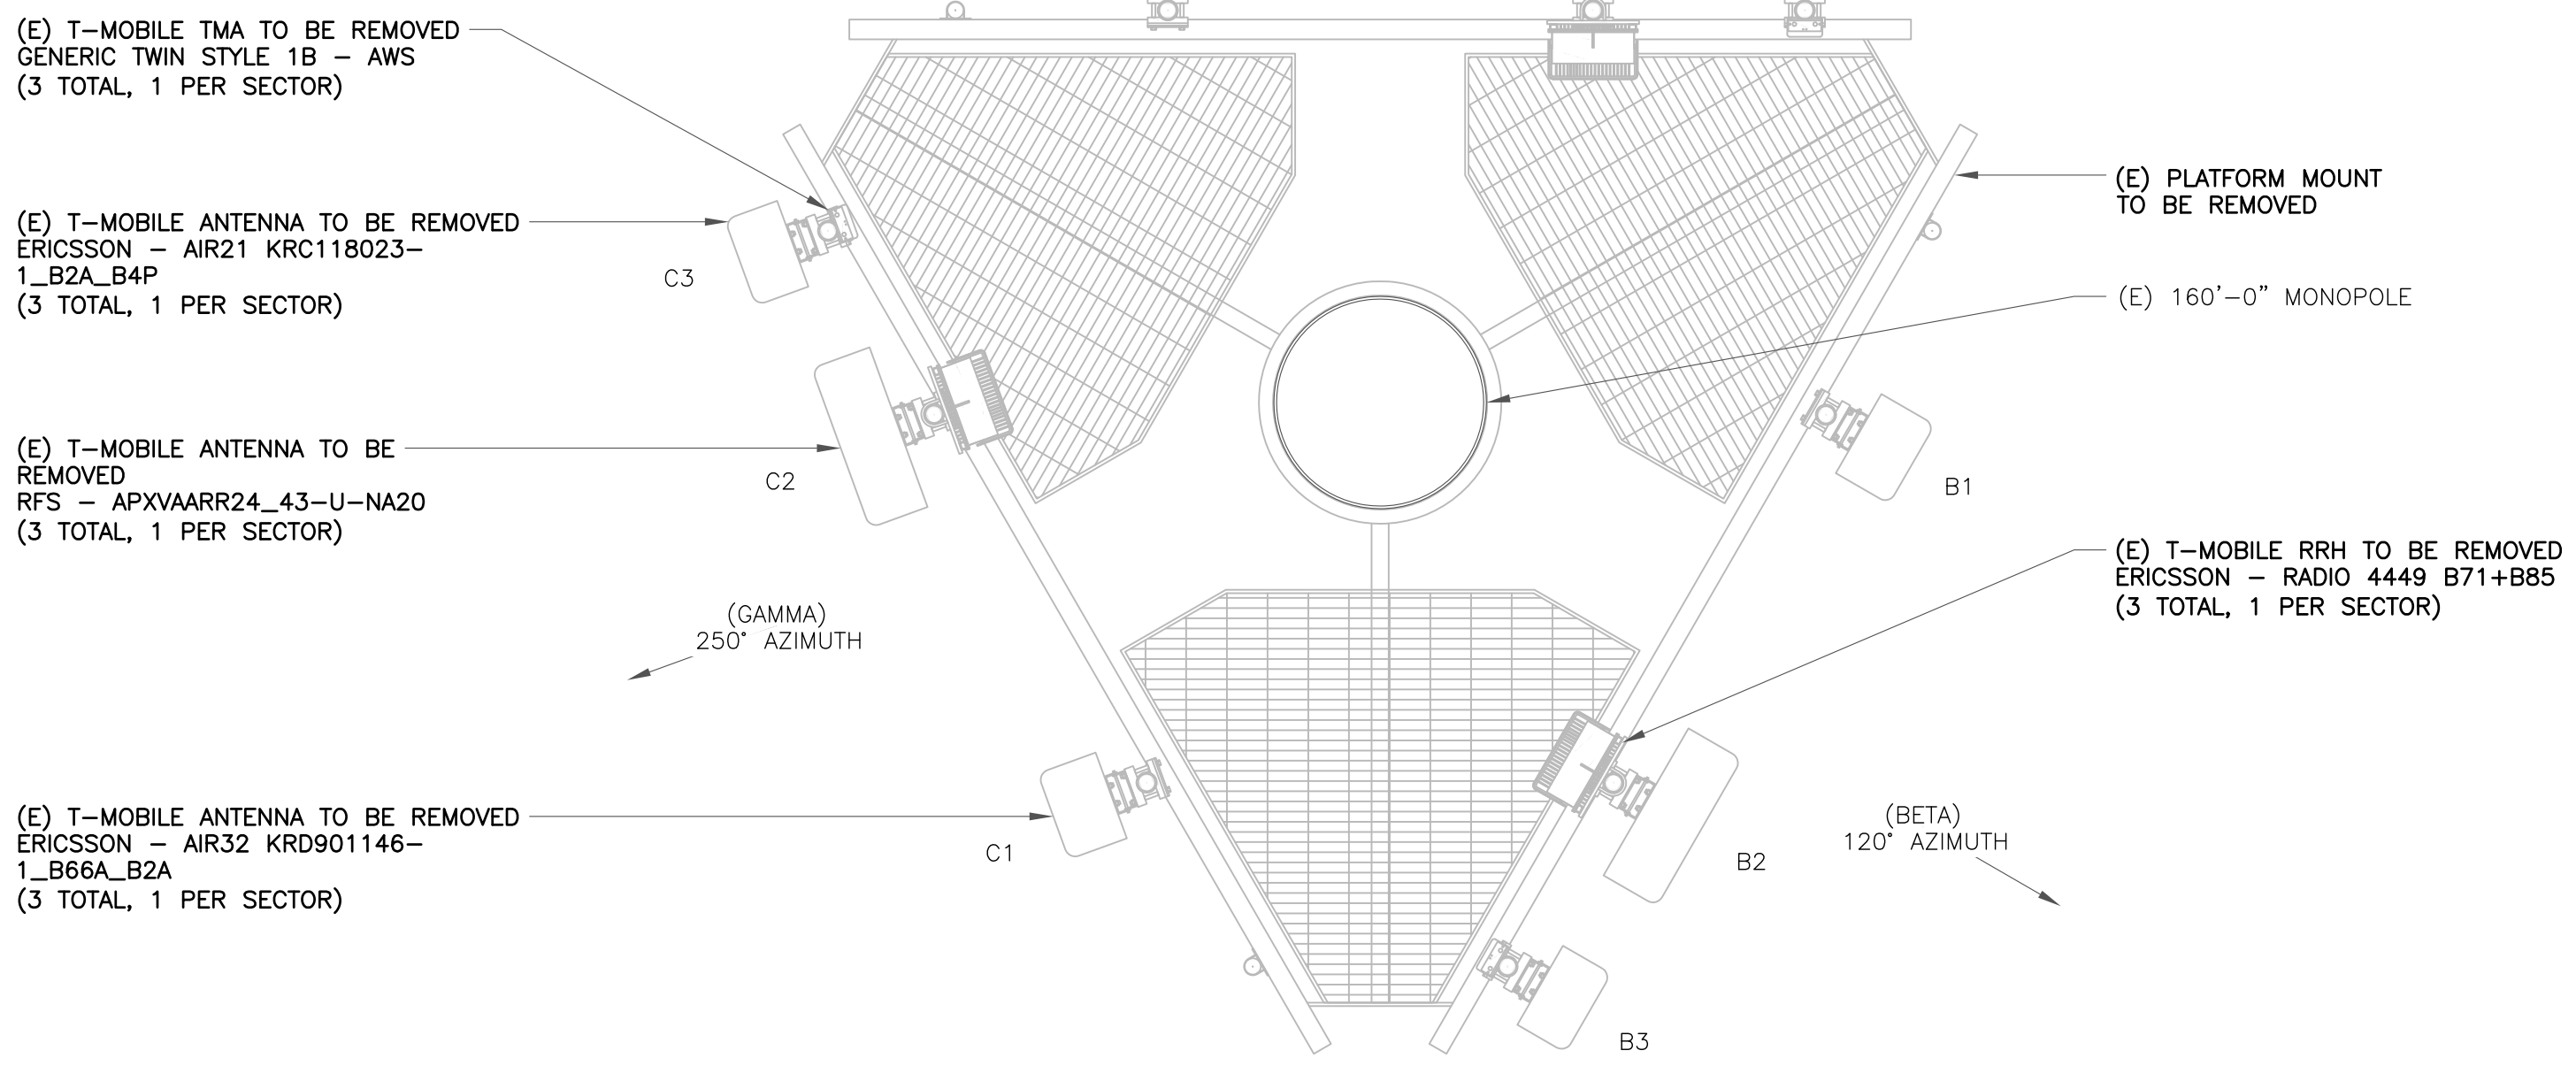 (E) T-MOBILE TMA TO BE REMOVED
GENERIC TWIN STYLE 1B - AWS
(3 TOTAL, 1 PER SECTOR)
(E) T-MOBILE ANTENNA TO BE REMOVED
ERICSSON - AIR21 KRC118023-
1_B2A_B4P
(3 TOTAL, 1 PER SECTOR)
C3
(E) T-MOBILE ANTENNA TO BE
REMOVED
RFS - APXVAARR24_43-U-NA20
(3 TOTAL, 1 PER SECTOR)
C2
(GAMMA)
250° AZIMUTH
(E) T-MOBILE ANTENNA TO BE REMOVED
ERICSSON - AIR32 KRD901146-
1_B66A_B2A
(3 TOTAL, 1 PER SECTOR)
C1
(E) PLATFORM MOUNT
TO BE REMOVED
(E) 160'-0" MONOPOLE
B1
(E) T-MOBILE RRH TO BE REMOVED
ERICSSON - RADIO 4449 B71+B85
(3 TOTAL, 1 PER SECTOR)
(BETA)
120° AZIMUTH
B2
B3